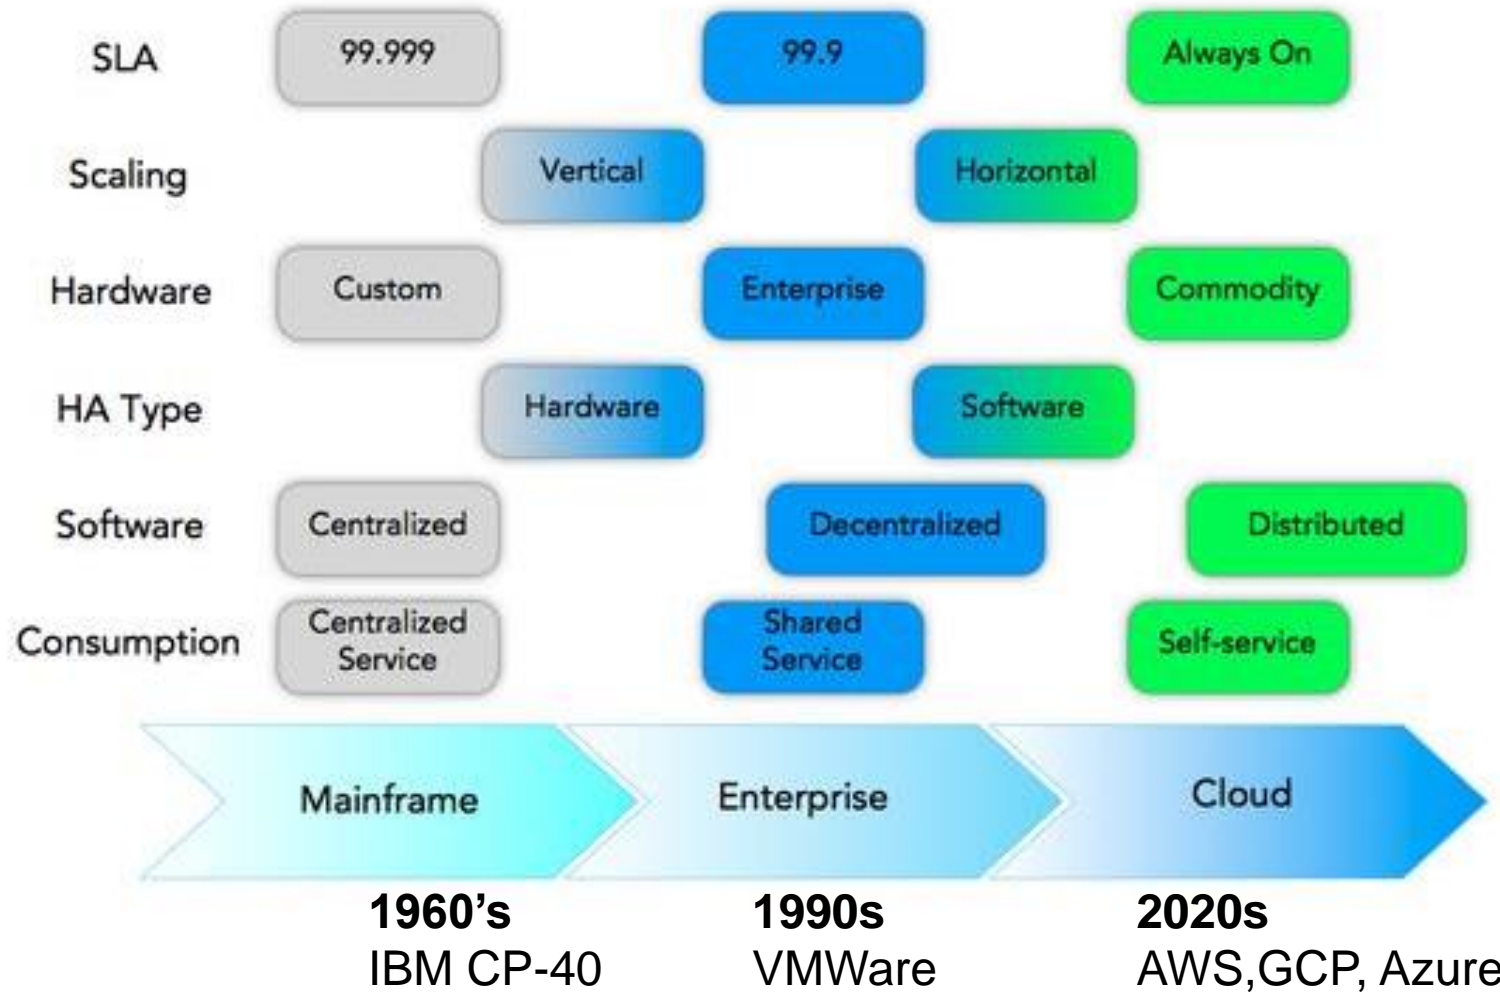 SLA 99.999 99.9 Always On
Scaling Vertical Horizontal
Hardware Custom Enterprise Commodity
HA Type Hardware Software
Software Centralized Decentralized Distributed
Consumption Centralized Service Shared Service Self-service
Mainframe Enterprise Cloud
1960’s 1990s 2020s
IBM CP-40 VMWare AWS,GCP, Azure